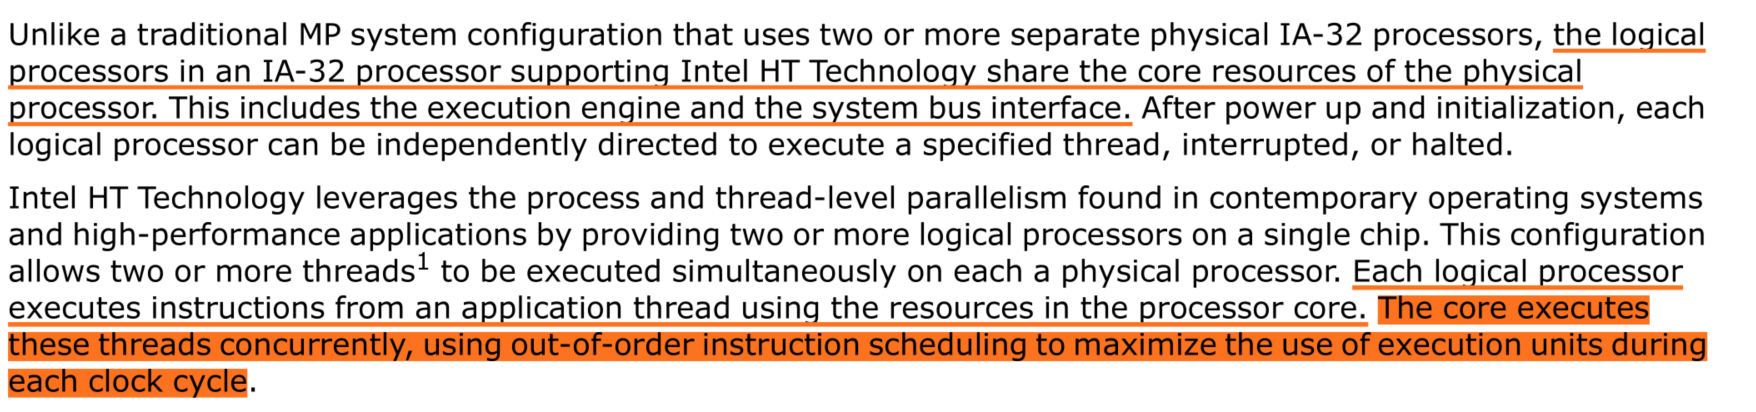 Unlike a traditional MP system configuration that uses two or more separate physical IA-32 processors, the logical
processors in an IA-32 processor supporting Intel HT Technology share the core resources of the physical
processor. This includes the execution engine and the system bus interface. After power up and initialization, each
logical processor can be independently directed to execute a specified thread, interrupted, or halted.
Intel HT Technology leverages the process and thread-level parallelism found in contemporary operating systems
and high-performance applications by providing two or more logical processors on a single chip. This configuration
allows two or more threads¹ to be executed simultaneously on each a physical processor. Each logical processor
executes instructions from an application thread using the resources in the processor core. The core executes
these threads concurrently, using out-of-order instruction scheduling to maximize the use of execution units during
each clock cycle.